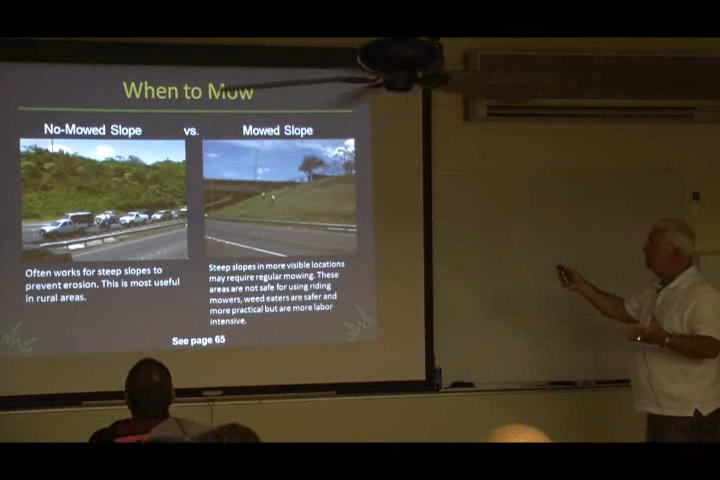 When to Mow
No-Mowed Slope vs. Mowed Slope
Often works for steep slopes to
prevent erosion. This is most useful
in rural areas.
Steep slopes in more visible locations
may require regular mowing. These
areas are not safe for using riding
mowers, weed eaters are safer and
more practical but are more labor
intensive.
See page 65